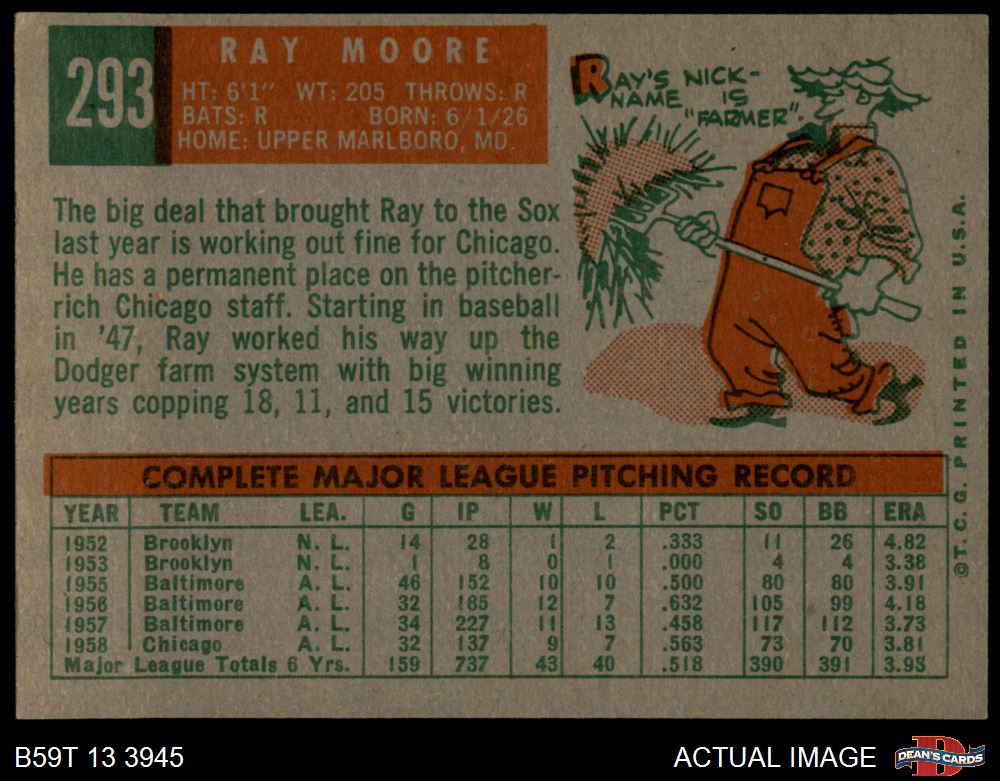 293
RAY MOORE
HT: 6'1" WT: 205 THROWS: R
BATS: R BORN: 6/1/26
HOME: UPPER MARLBORO, MD.
RAY'S NICK-
NAME IS
"FARMER".
The big deal that brought Ray to the Sox
last year is working out fine for Chicago.
He has a permanent place on the pitcher-
rich Chicago staff. Starting in baseball
in '47, Ray worked his way up the
Dodger farm system with big winning
years copping 18, 11, and 15 victories.
COMPLETE MAJOR LEAGUE PITCHING RECORD
YEAR TEAM LEA. G IP W L PCT SO BB ERA
1952 Brooklyn N. L. 14 28 1 2 .333 11 26 4.82
1953 Brooklyn N. L. 1 8 0 1 .000 4 4 3.38
1955 Baltimore A. L. 46 152 10 10 .500 80 80 3.91
1956 Baltimore A. L. 32 185 12 7 .632 105 99 4.18
1957 Baltimore A. L. 34 227 11 13 .458 117 112 3.73
1958 Chicago A. L. 32 137 9 7 .563 73 70 3.81
Major League Totals 6 Yrs. 159 737 43 40 .518 390 391 3.95
©T. C. G. PRINTED IN U.S.A.
B59T 13 3945
ACTUAL IMAGE
D
DEAN'S CARDS